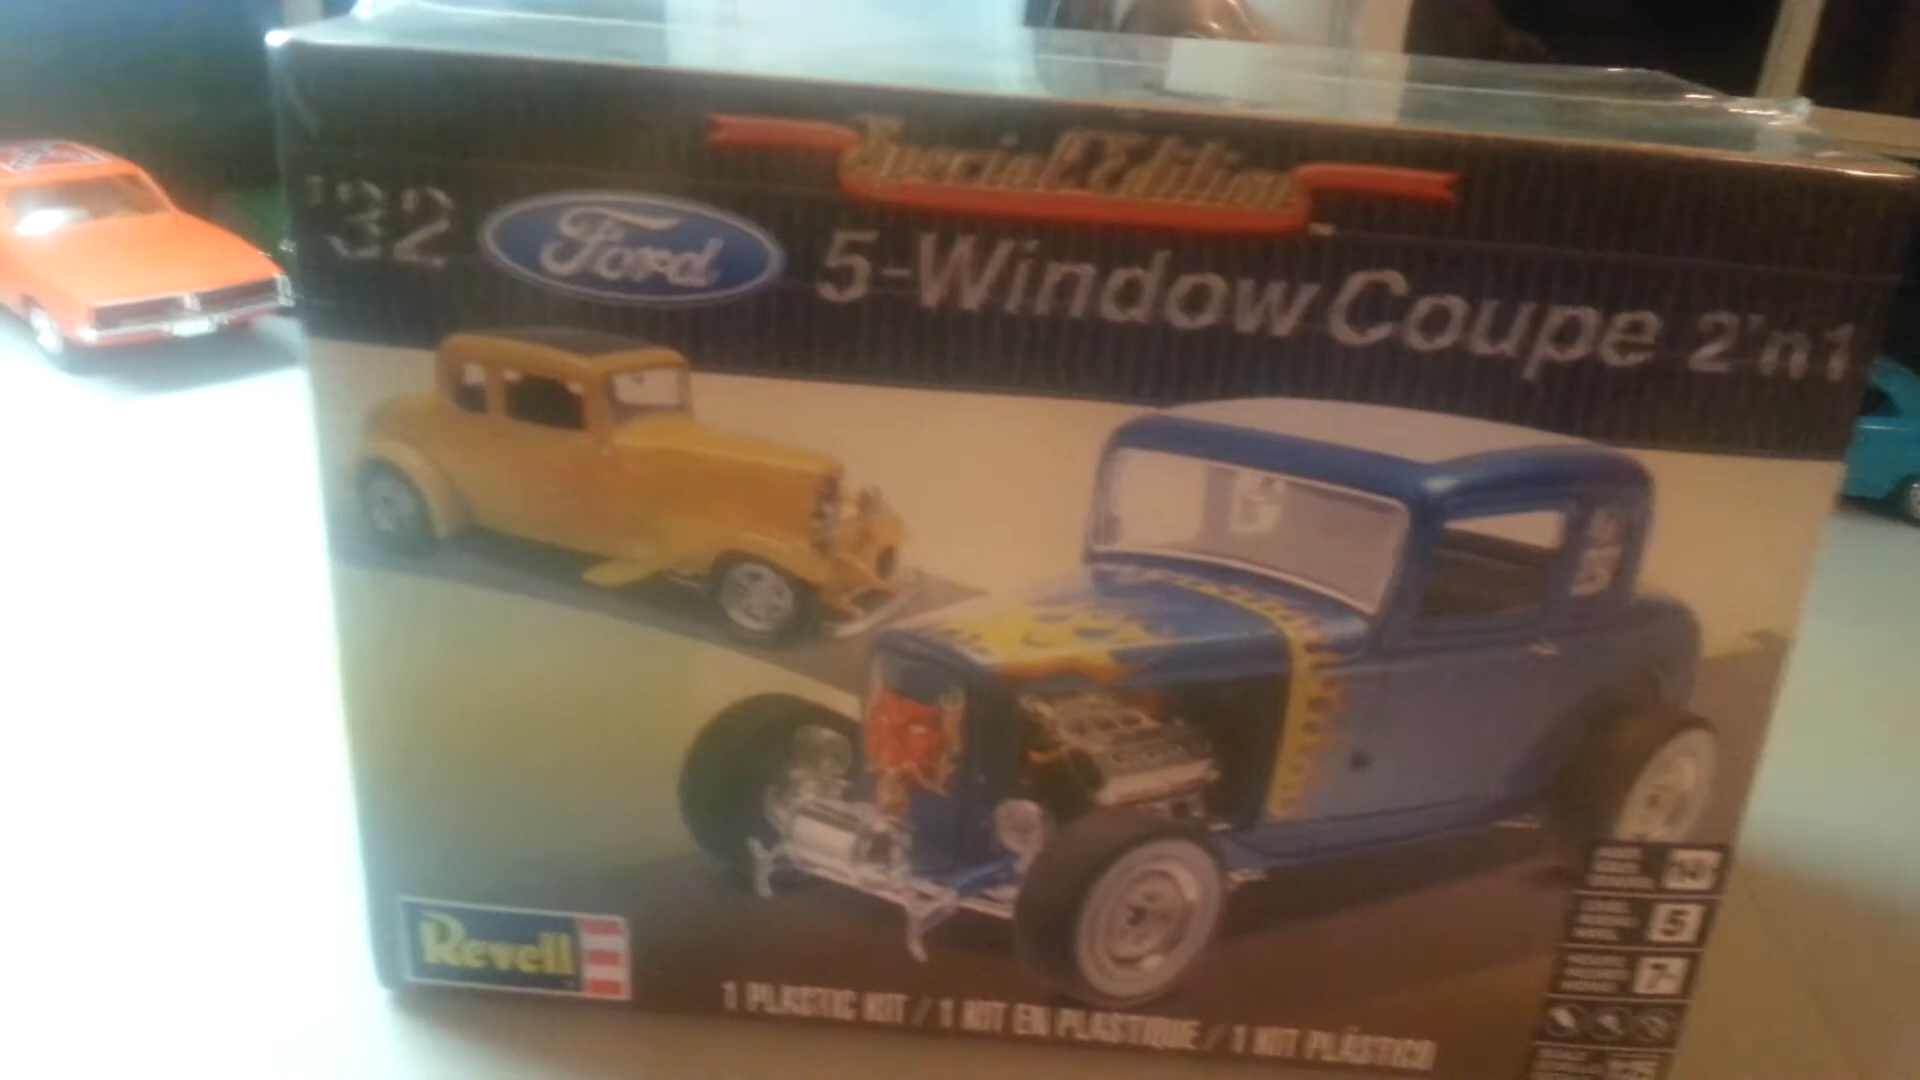 Special Edition
'32 Ford 5-Window Coupe 2'n1
5
7+
Revell
1 PLASTIC KIT / 1 KIT EN PLASTIQUE / 1 KIT PLÁSTICO